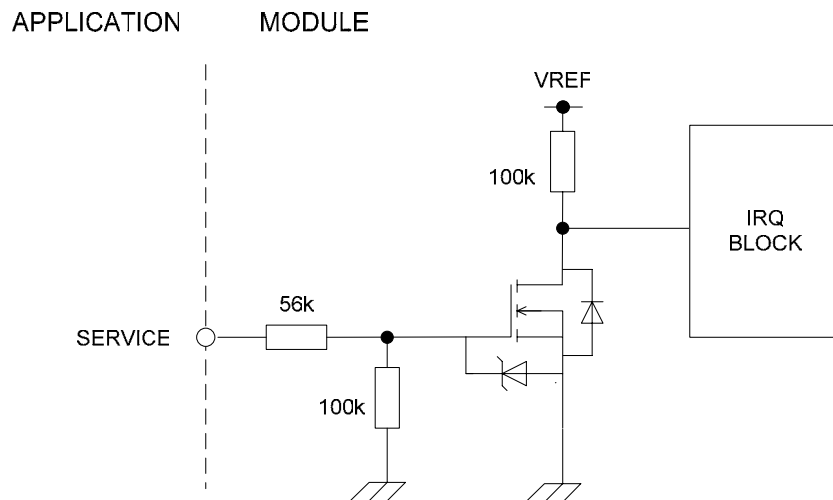 APPLICATION MODULE
VREF
100k
IRQ
BLOCK
56k
SERVICE
100k